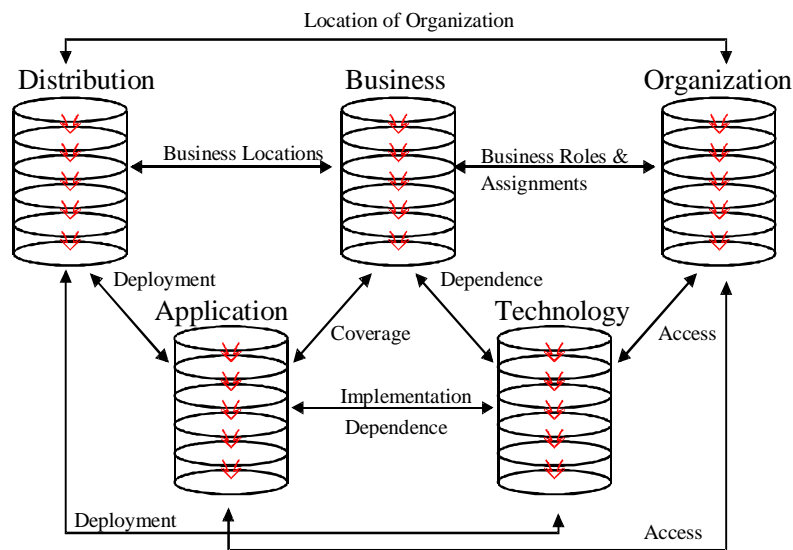 Location of Organization
Distribution
Business
Organization
Business Locations
Business Roles &
Assignments
Deployment
Dependence
Application
Technology
Coverage
Access
Implementation
Dependence
Deployment
Access